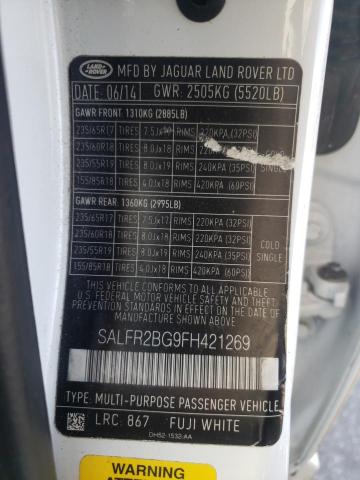 LAND ROVER
MFD BY JAGUAR LAND ROVER LTD
DATE: 06/14 GWR: 2505KG (5520LB)
GAWR FRONT: 1310KG (2885LB)
235/65R17 TIRES 7.5J RIMS 220KPA (32PSI)
235/60R18 TIRES 8.0Jx18 RIMS
235/55R19 TIRES 8.0Jx19 RIMS 240KPA (35PSI)
155/85R18 TIRES 4.0Jx18 RIMS 420KPA (60PSI)
COLD
SINGLE
GAWR REAR: 1360KG (2995LB)
235/65R17 TIRES 7.5Jx17 RIMS 220KPA (32PSI)
235/60R18 TIRES 8.0Jx18 RIMS 220KPA (32PSI)
235/55R19 TIRES 8.0Jx19 RIMS 240KPA (35PSI)
155/85R18 TIRES 4.0Jx18 RIMS 420KPA (60PSI)
COLD
SINGLE
THIS VEHICLE CONFORMS TO ALL APPLICABLE
U.S. FEDERAL MOTOR VEHICLE SAFETY, BUMPER
AND THEFT PREVENTION STANDARDS IN EFFECT ON
THE DATE OF MANUFACTURE SHOWN ABOVE.
SALFR2BG9FH421269
TYPE: MULTI-PURPOSE PASSENGER VEHICLE
LRC: 867 FUJI WHITE
DH52-1532-AA
WARNING